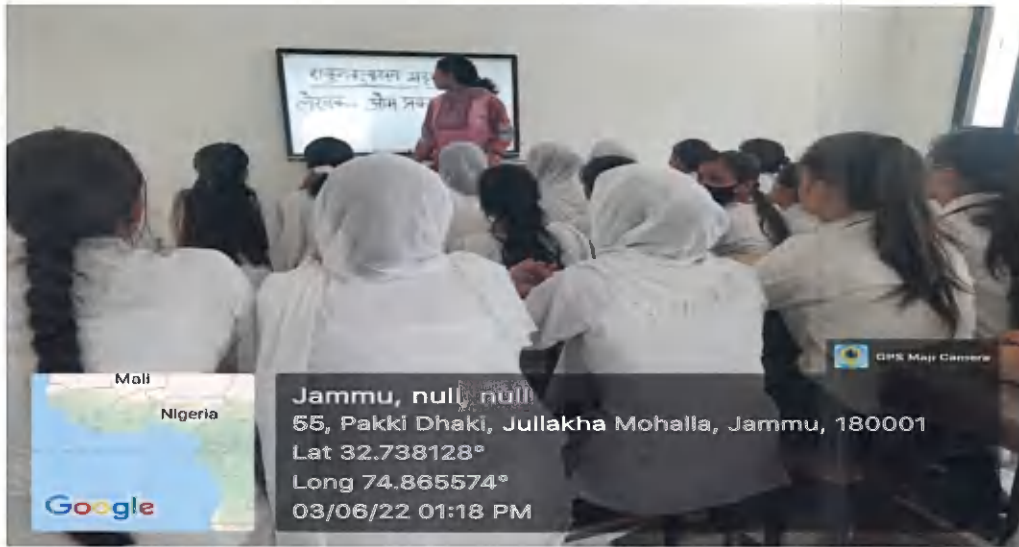 लेखक - ओम
GPS Map Camera
Mali
Nigeria
Google
Jammu, null, null
55, Pakki Dhaki, Jullakha Mohalla, Jammu, 180001
Lat 32.738128°
Long 74.865574°
03/06/22 01:18 PM